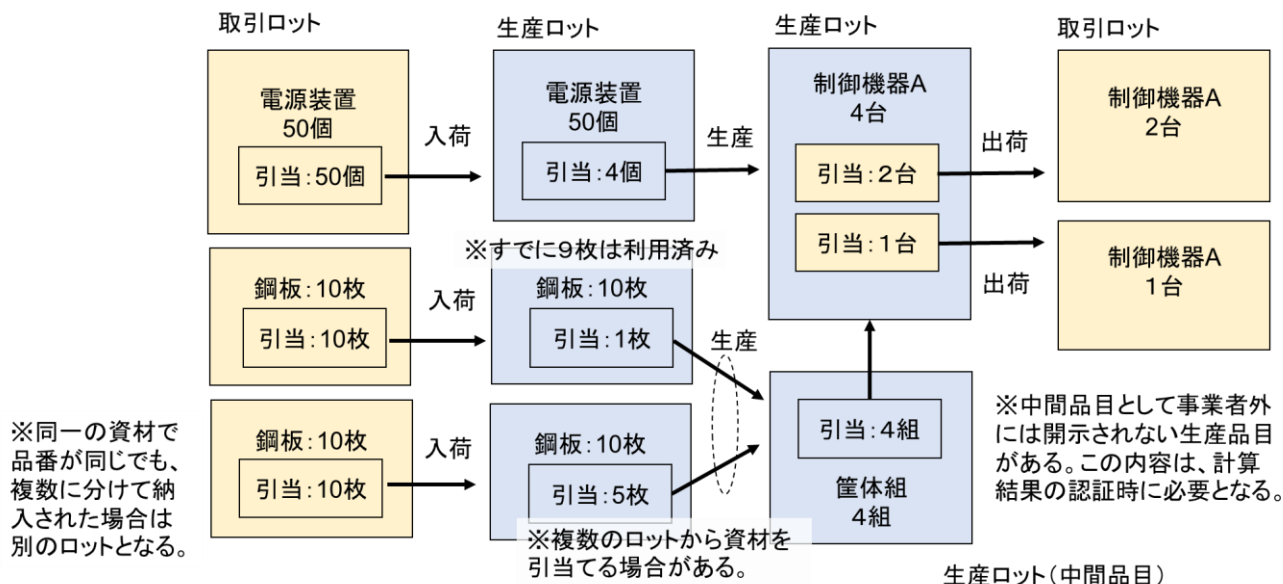 取引ロット
生産ロット
生産ロット
取引ロット
電源装置
50個
引当:50個
入荷
電源装置
50個
引当:4個
生産
制御機器A
4台
引当:2台
引当:1台
出荷
出荷
制御機器A
2台
制御機器A
1台
※すでに9枚は利用済み
鋼板:10枚
引当:10枚
入荷
鋼板:10枚
引当:1枚
生産
鋼板:10枚
引当:10枚
入荷
鋼板:10枚
引当:5枚
引当:4組
筐体組
4組
※同一の資材で
品番が同じでも、
複数に分けて納
入された場合は
別のロットとなる。
※複数のロットから資材を
引当てる場合がある。
※中間品目として事業者外
には開示されない生産品目
がある。この内容は、計算
結果の認証時に必要となる。
生産ロット(中間品目)